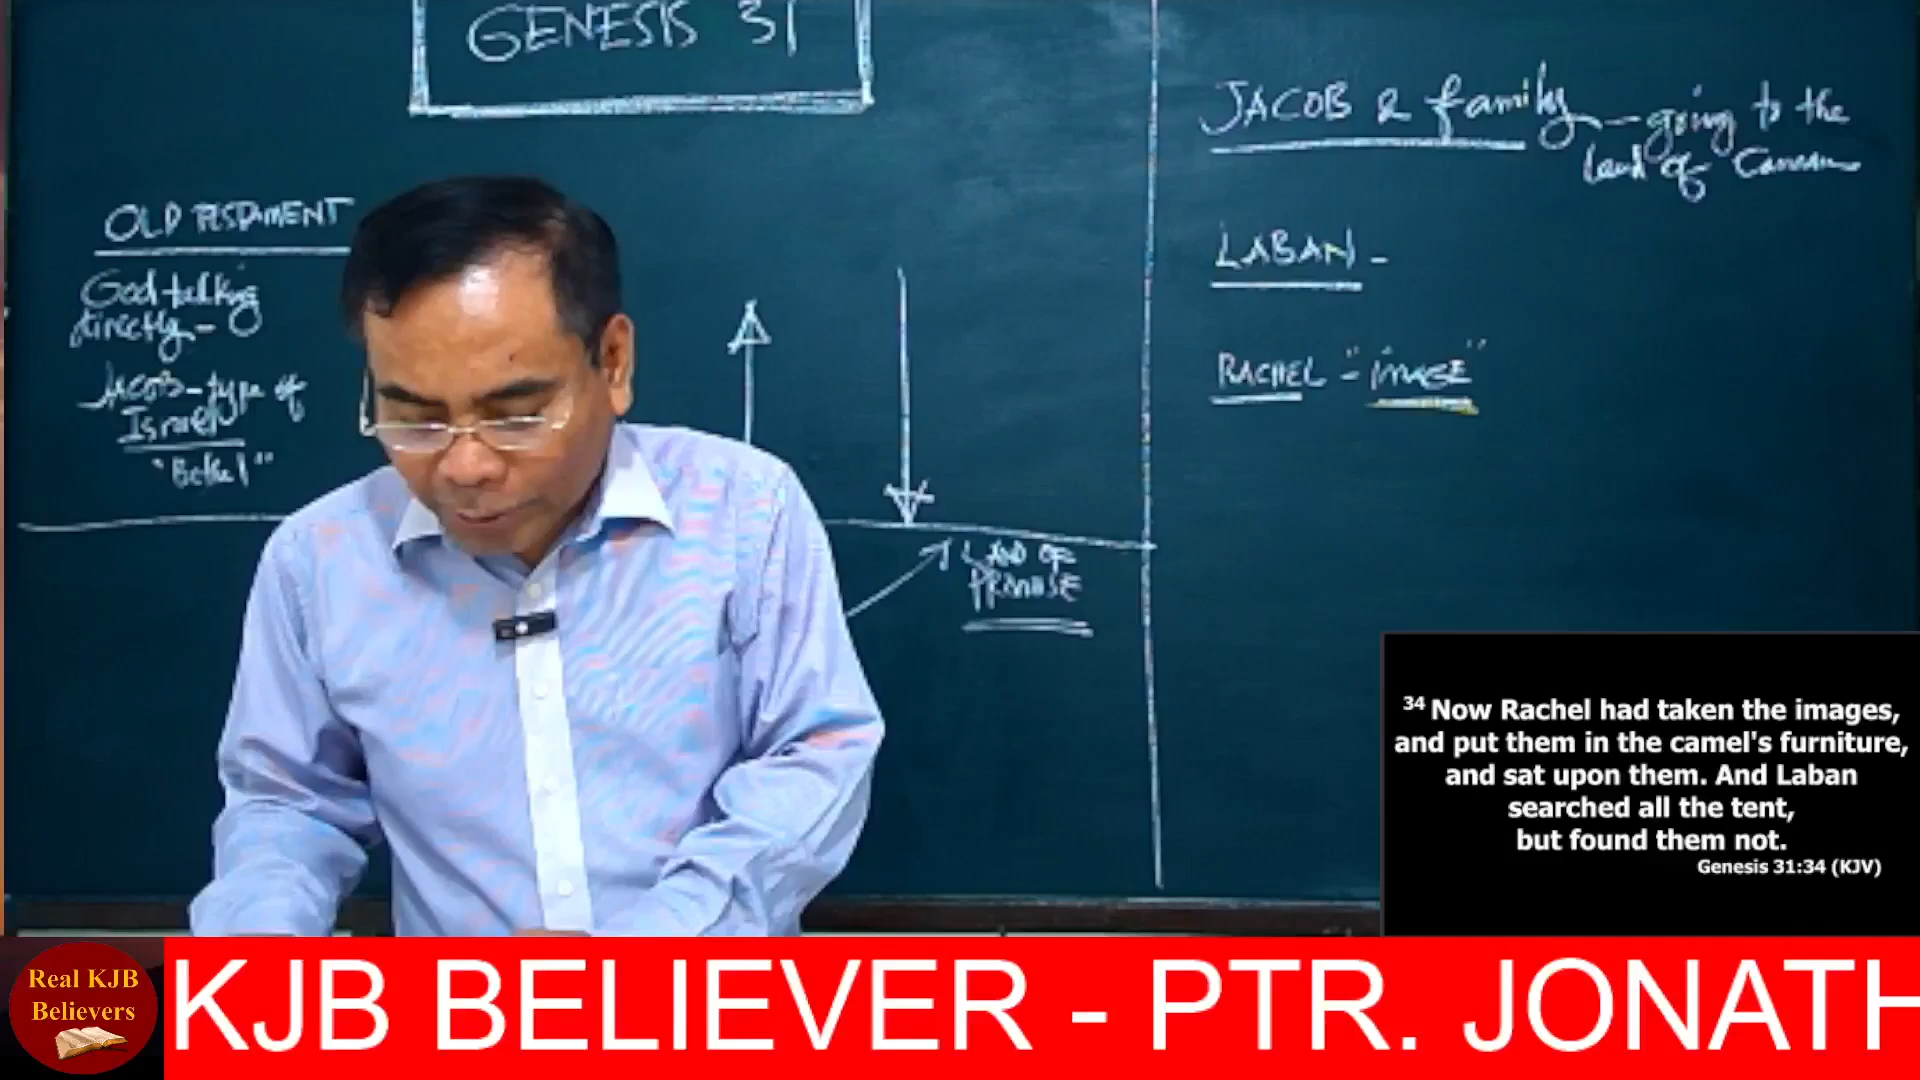 GENESIS 31
OLD TESTAMENT
God talking
directly -
Jacob - type of
Israel
"Bethel"
LAND OF
PROMISE
JACOB & family - going to the
land of Canaan
LABAN -
RACHEL - "IMAGE"
34 Now Rachel had taken the images,
and put them in the camel's furniture,
and sat upon them. And Laban
searched all the tent,
but found them not.
Genesis 31:34 (KJV)
Real KJB
Believers
KJB BELIEVER - PTR. JONATH